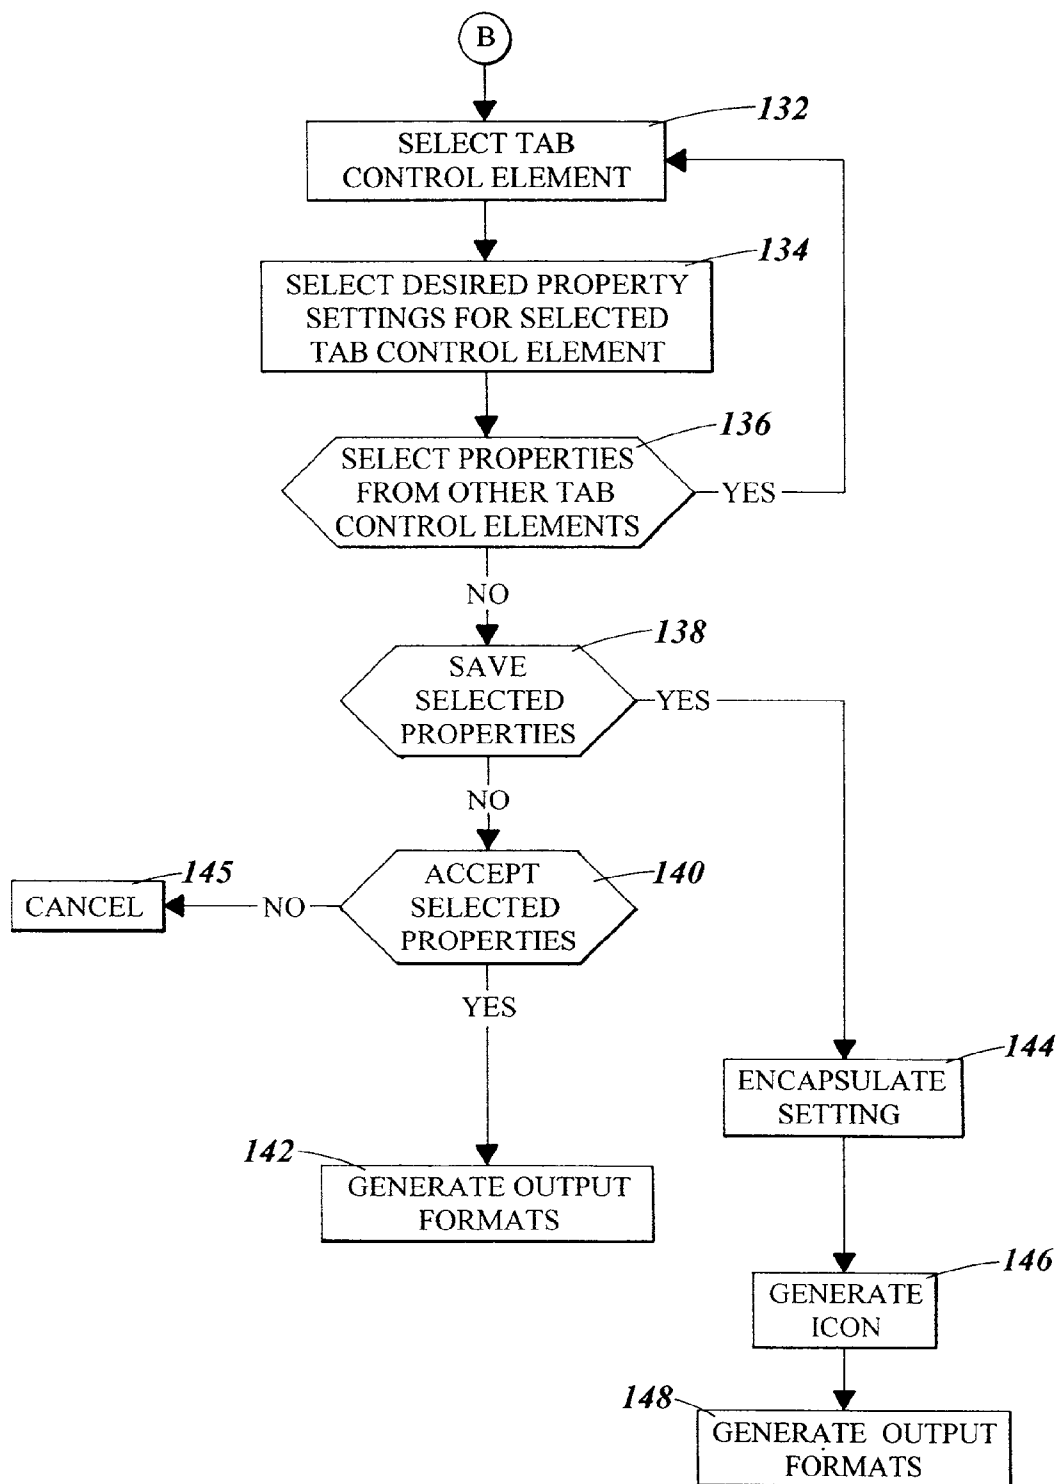 B
132
SELECT TAB
CONTROL ELEMENT
134
SELECT DESIRED PROPERTY
SETTINGS FOR SELECTED
TAB CONTROL ELEMENT
136
SELECT PROPERTIES
FROM OTHER TAB
CONTROL ELEMENTS
YES
NO
138
SAVE
SELECTED
PROPERTIES
YES
NO
145
CANCEL
NO
140
ACCEPT
SELECTED
PROPERTIES
YES
144
ENCAPSULATE
SETTING
142
GENERATE OUTPUT
FORMATS
146
GENERATE
ICON
148
GENERATE OUTPUT
FORMATS